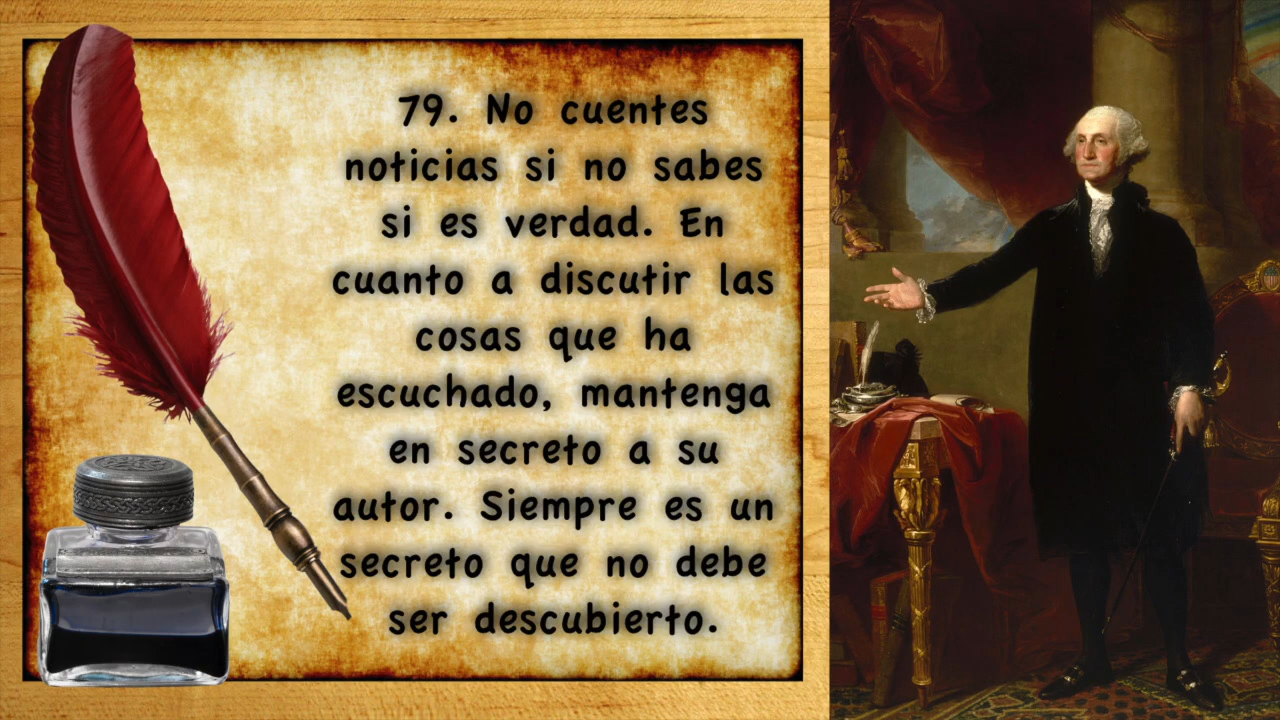 79. No cuentes
noticias si no sabes
si es verdad. En
cuanto a discutir las
cosas que ha
escuchado, mantenga
en secreto a su
autor. Siempre es un
secreto que no debe
ser descubierto.